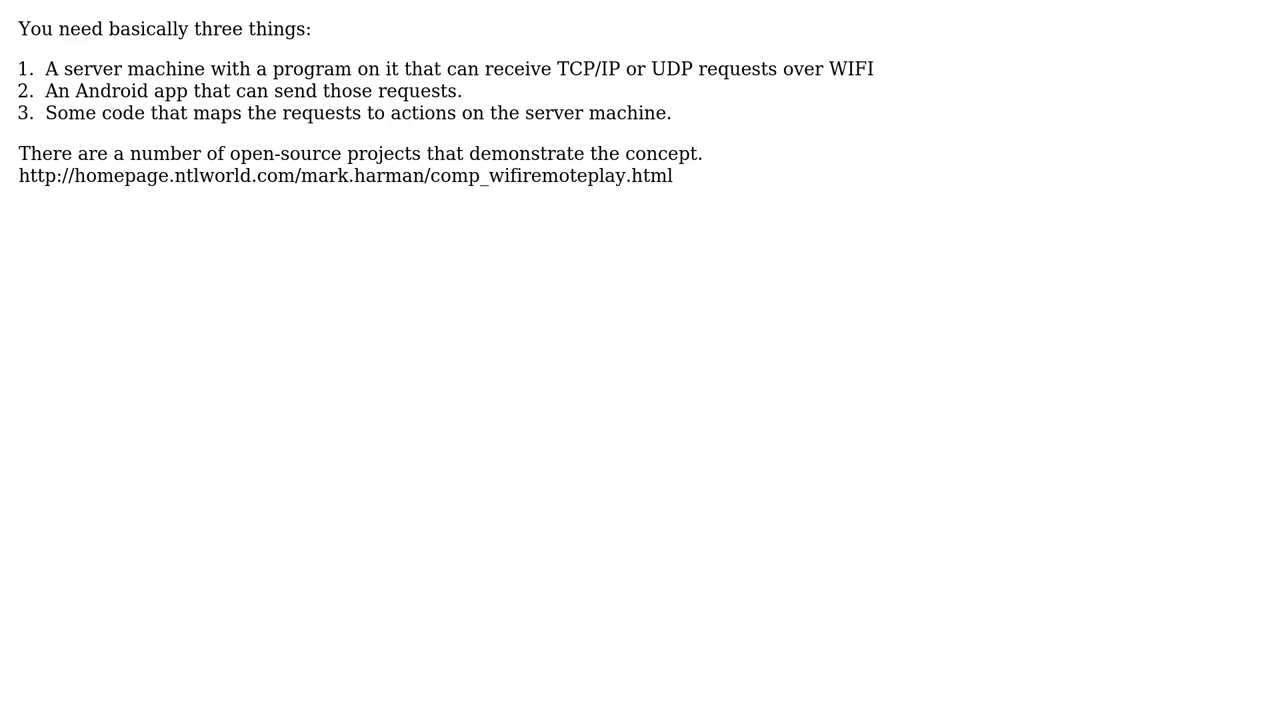 You need basically three things:
1. A server machine with a program on it that can receive TCP/IP or UDP requests over WIFI
2. An Android app that can send those requests.
3. Some code that maps the requests to actions on the server machine.
There are a number of open-source projects that demonstrate the concept.
http://homepage.ntlworld.com/mark.harman/comp_wifiremoteplay.html